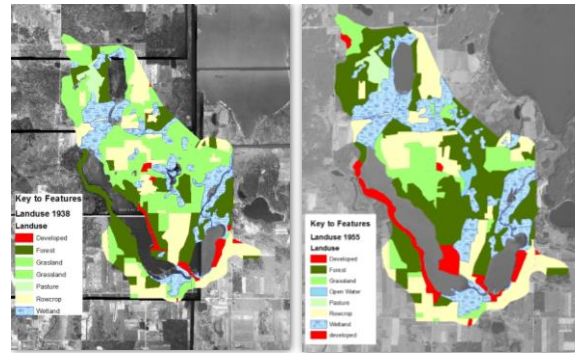 Key to Features
Landuse 1938
Landuse
Developed
Forest
Grassland
Grassland
Pasture
Rowcrop
Wetland
Key to Features
Landuse 1955
Landuse
Developed
Forest
Grassland
Open Water
Pasture
Rowcrop
Wetland
developed